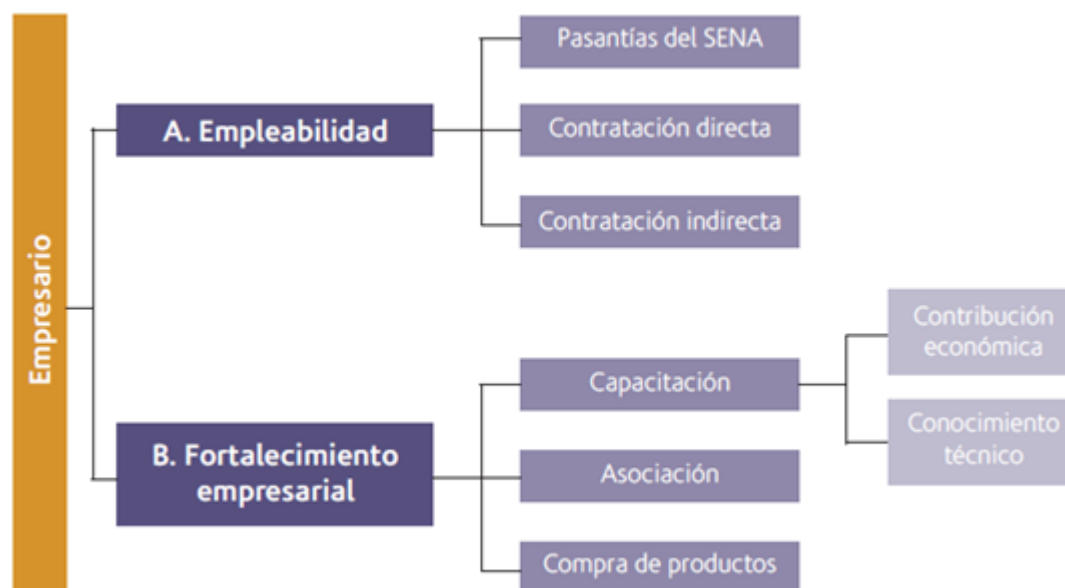 Empresario
A. Empleabilidad
Pasantías del SENA
Contratación directa
Contratación indirecta
B. Fortalecimiento
empresarial
Capacitación
Contribución
económica
Conocimiento
técnico
Asociación
Compra de productos